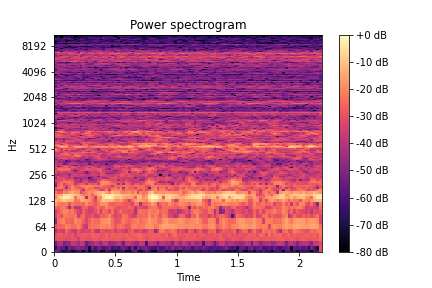 Power spectrogram
8192
4096
2048
1024
512
256
128
64
0
Hz
0
0.5
1
1.5
2
Time
+0 dB
-10 dB
-20 dB
-30 dB
-40 dB
-50 dB
-60 dB
-70 dB
-80 dB